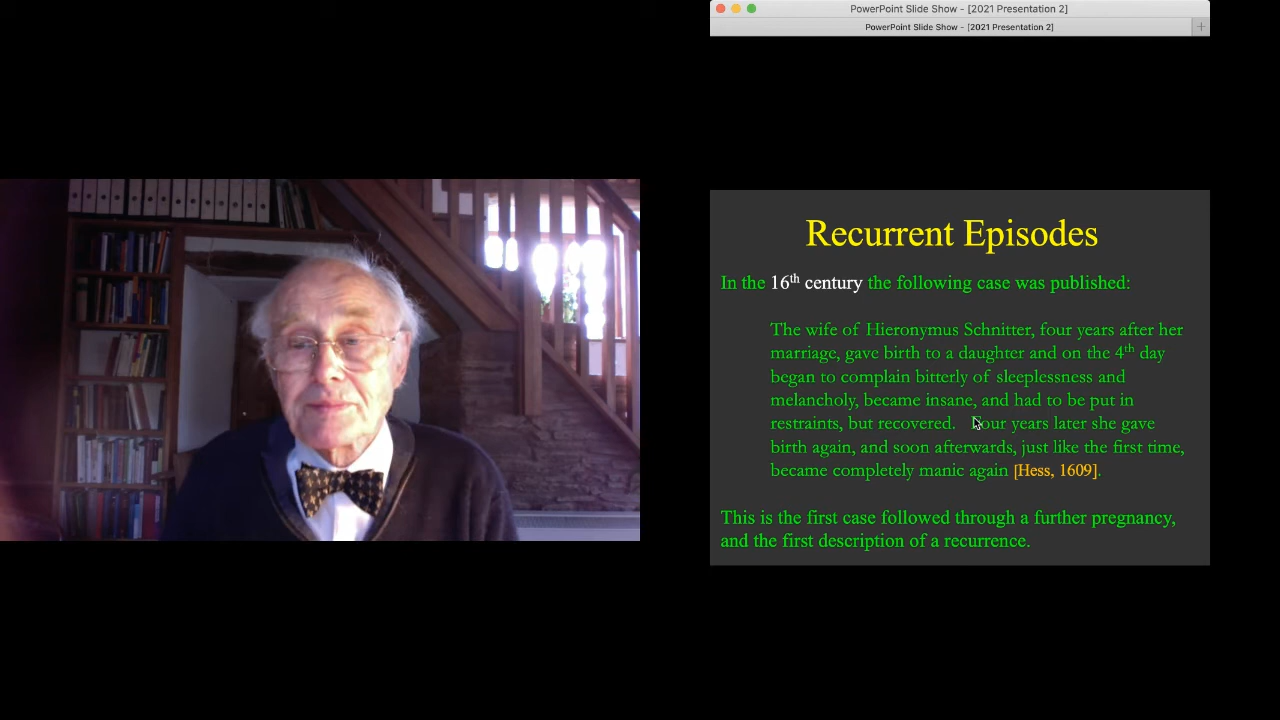 PowerPoint Slide Show - [2021 Presentation 2]
PowerPoint Slide Show - [2021 Presentation 2]
Recurrent Episodes
In the 16th century the following case was published:
The wife of Hieronymus Schnitter, four years after her
marriage, gave birth to a daughter and on the 4th day
began to complain bitterly of sleeplessness and
melancholy, became insane, and had to be put in
restraints, but recovered. Four years later she gave
birth again, and soon afterwards, just like the first time,
became completely manic again [Hess, 1609].
This is the first case followed through a further pregnancy,
and the first description of a recurrence.